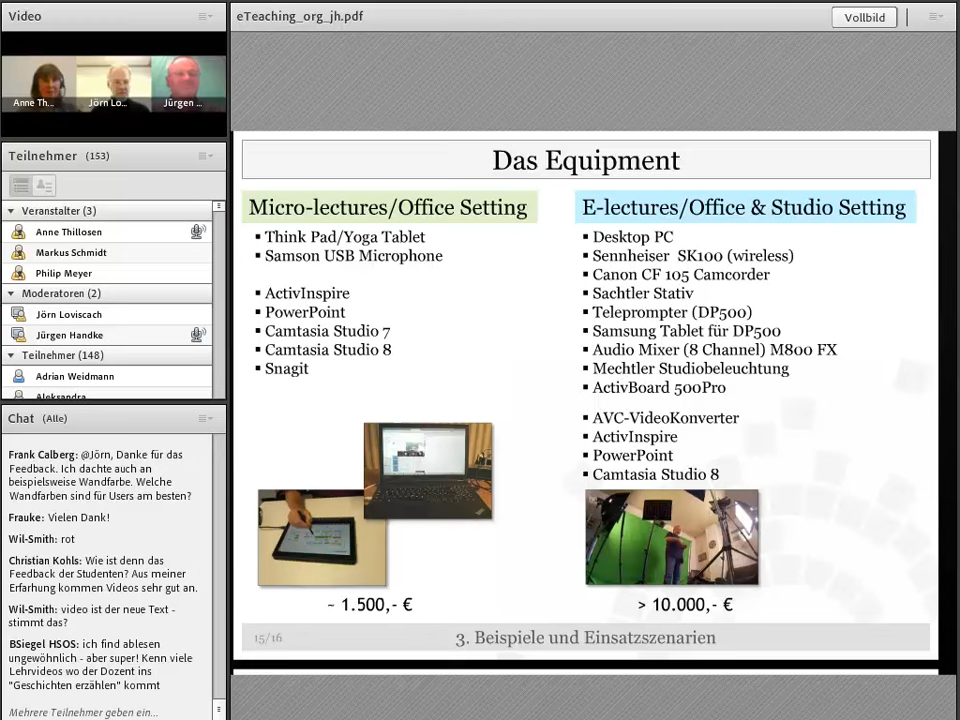 Video
Anne Th...
Jörn Lo...
Jürgen ...
Teilnehmer (153)
Veranstalter (3)
Anne Thillosen
Markus Schmidt
Philip Meyer
Moderatoren (2)
Jörn Loviscach
Jürgen Handke
Teilnehmer (148)
Adrian Weidmann
Aleksandra
Chat (Alle)
Frank Calberg: @Jörn, Danke für das
Feedback. Ich dachte auch an
beispielsweise Wandfarbe. Welche
Wandfarben sind für Users am besten?
Frauke: Vielen Dank!
Wil-Smith: rot
Christian Kohls: Wie ist denn das
Feedback der Studenten? Aus meiner
Erfarhung kommen Videos sehr gut an.
Wil-Smith: video ist der neue Text -
stimmt das?
BSiegel HSOS: ich find ablesen
ungewöhnlich - aber super! Kenn viele
Lehrvideos wo der Dozent ins
"Geschichten erzählen" kommt
Mehrere Teilnehmer geben ein...
eTeaching_org_jh.pdf
Vollbild
Das Equipment
Micro-lectures/Office Setting
▪ Think Pad/Yoga Tablet
▪ Samson USB Microphone
▪ ActivInspire
▪ PowerPoint
▪ Camtasia Studio 7
▪ Camtasia Studio 8
▪ Snagit
~ 1.500,- €
E-lectures/Office & Studio Setting
▪ Desktop PC
▪ Sennheiser SK100 (wireless)
▪ Canon CF 105 Camcorder
▪ Sachtler Stativ
▪ Teleprompter (DP500)
▪ Samsung Tablet für DP500
▪ Audio Mixer (8 Channel) M800 FX
▪ Mechtler Studiobeleuchtung
▪ ActivBoard 500Pro
▪ AVC-VideoKonverter
▪ ActivInspire
▪ PowerPoint
▪ Camtasia Studio 8
> 10.000,- €
15/16
3. Beispiele und Einsatzszenarien